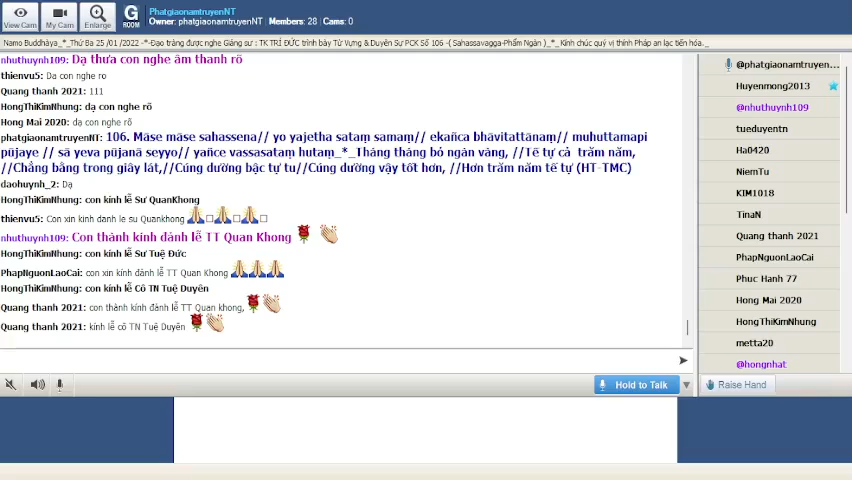 PhatgiaonamtruyenNT
Owner: phatgiaonamtruyenNT | Members: 28 | Cams: 0
View Cam
My Cam
Enlarge
G
ROOM
Namo Buddhàya_*_Thứ Ba 25 /01 /2022 -*-Đạo tràng được nghe Giảng sư : TK TRÍ ĐỨC trình bày Từ Vựng & Duyên Sự PCK Số 106 -( Sahassavagga-Phẩm Ngàn )_*_Kính chúc quý vị thính Pháp an lạc tiến hóa._
nhuthuynh109: Dạ thưa con nghe âm thanh rõ
thienvu5: Da con nghe ro
Quang thanh 2021: 111
HongThiKimNhung: dạ con nghe rõ
Hong Mai 2020: dạ con nghe rõ
phatgiaonamtruyenNT: 106. Māse māse sahassena// yo yajetha sataṃ samaṃ// ekañca bhāvitattānaṃ// muhuttamapi
pūjaye // sā yeva pūjanā seyyo// yañce vassasataṃ hutaṃ_*_Tháng tháng bỏ ngàn vàng, //Tế tự cả trăm năm,
//Chẳng bằng trong giây lát,//Cúng dường bậc tự tu//Cúng dường vậy tốt hơn, //Hơn trăm năm tế tự (HT-TMC)
daohuynh_2: Dạ
HongThiKimNhung: con kính lễ Sư QuanKhong
thienvu5: Con xin kinh danh le su Quankhong
nhuthuynh109: Con thành kính đảnh lễ TT Quan Khong
HongThiKimNhung: con kính lễ Sư Tuệ Đức
PhapNguonLaoCai: con xin kính đảnh lễ TT Quan Khong
HongThiKimNhung: con kính lễ Cô TN Tuệ Duyên
Quang thanh 2021: con thành kính đảnh lễ TT Quan khong,
Quang thanh 2021: kính lễ cô TN Tuệ Duyên
@phatgiaonamtruyen...
Huyenmong2013
@nhuthuynh109
tueduyentn
Ha0420
NiemTu
KIM1018
TinaN
Quang thanh 2021
PhapNguonLaoCai
Phuc Hanh 77
Hong Mai 2020
HongThiKimNhung
metta20
@hongnhat
Hold to Talk
Raise Hand